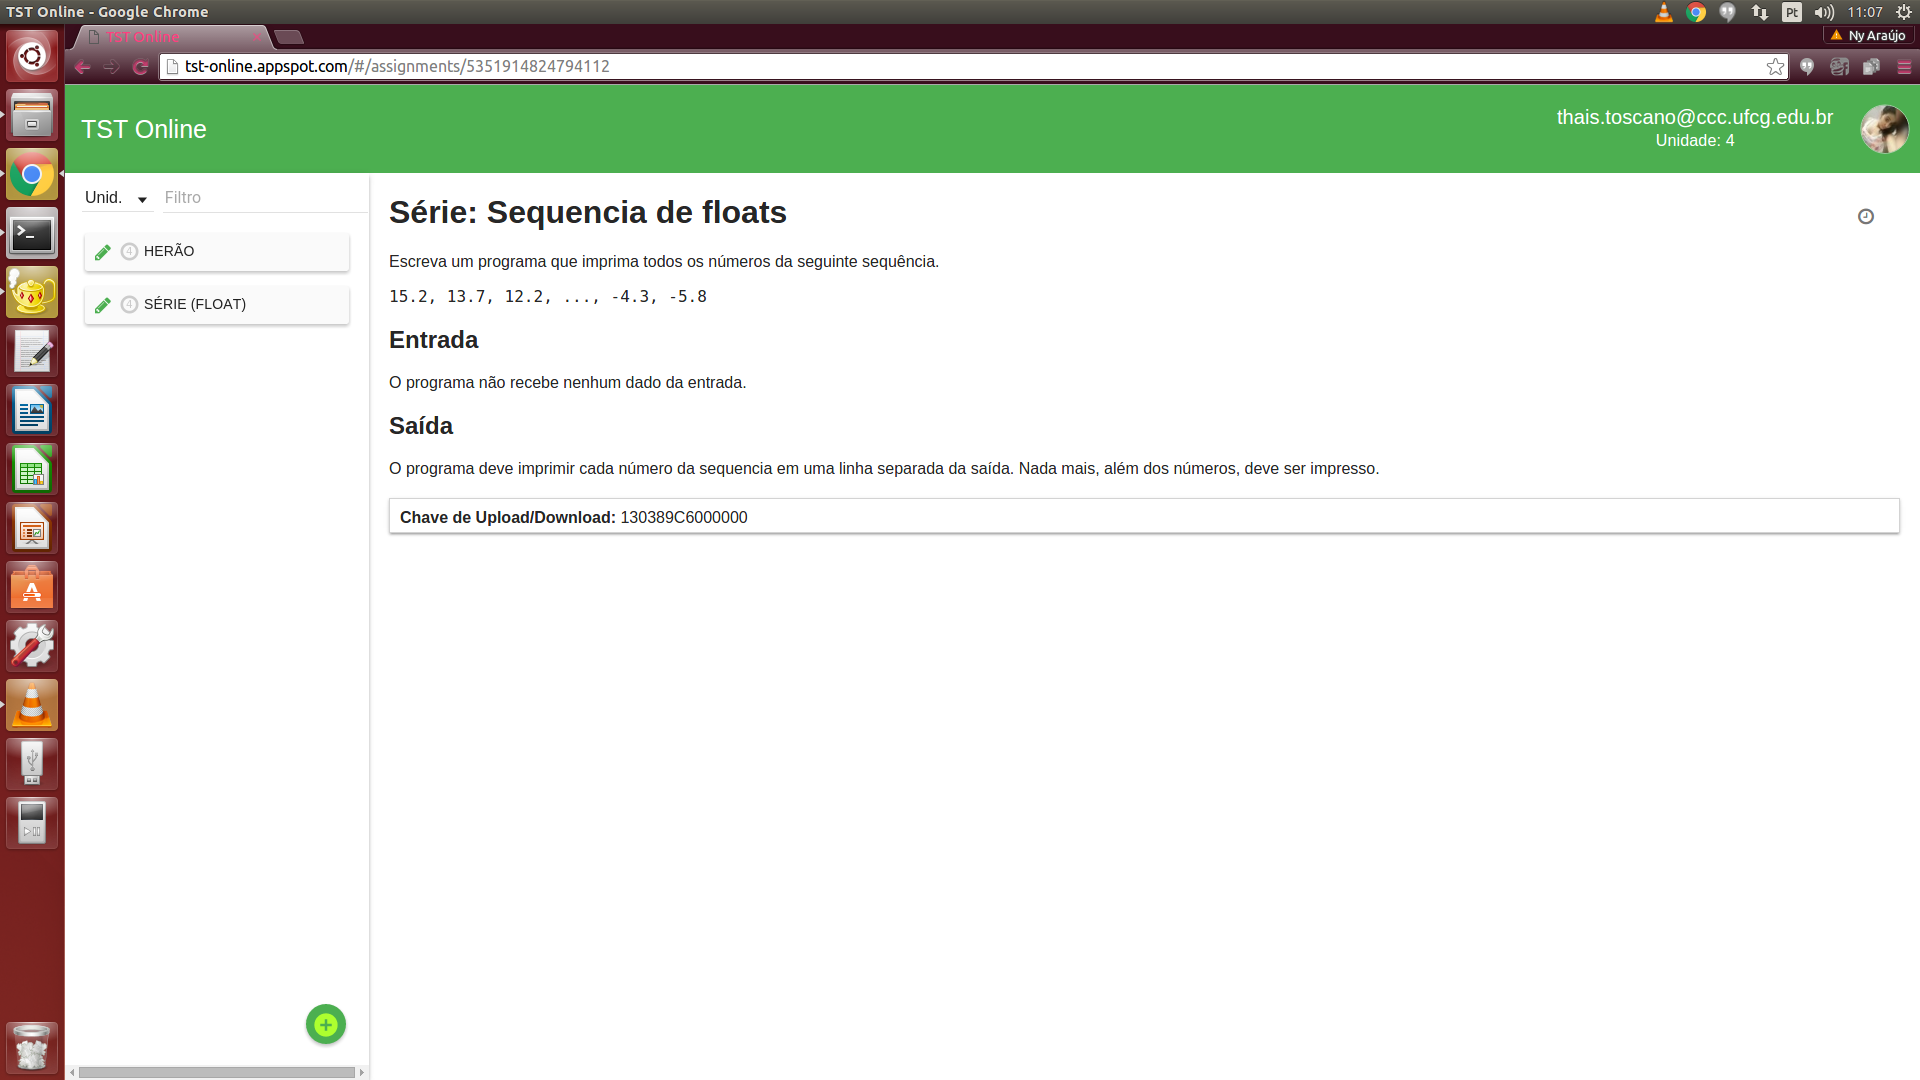 TST Online - Google Chrome
Pt
11:07
TST Online
Ny Araújo
tst-online.appspot.com/#/assignments/5351914824794112
TST Online
thais.toscano@ccc.ufcg.edu.br
Unidade: 4
Unid.
Filtro
4 HERÃO
4 SÉRIE (FLOAT)
Série: Sequencia de floats
Escreva um programa que imprima todos os números da seguinte sequência.
15.2, 13.7, 12.2, ..., -4.3, -5.8
Entrada
O programa não recebe nenhum dado da entrada.
Saída
O programa deve imprimir cada número da sequencia em uma linha separada da saída. Nada mais, além dos números, deve ser impresso.
Chave de Upload/Download: 130389C6000000